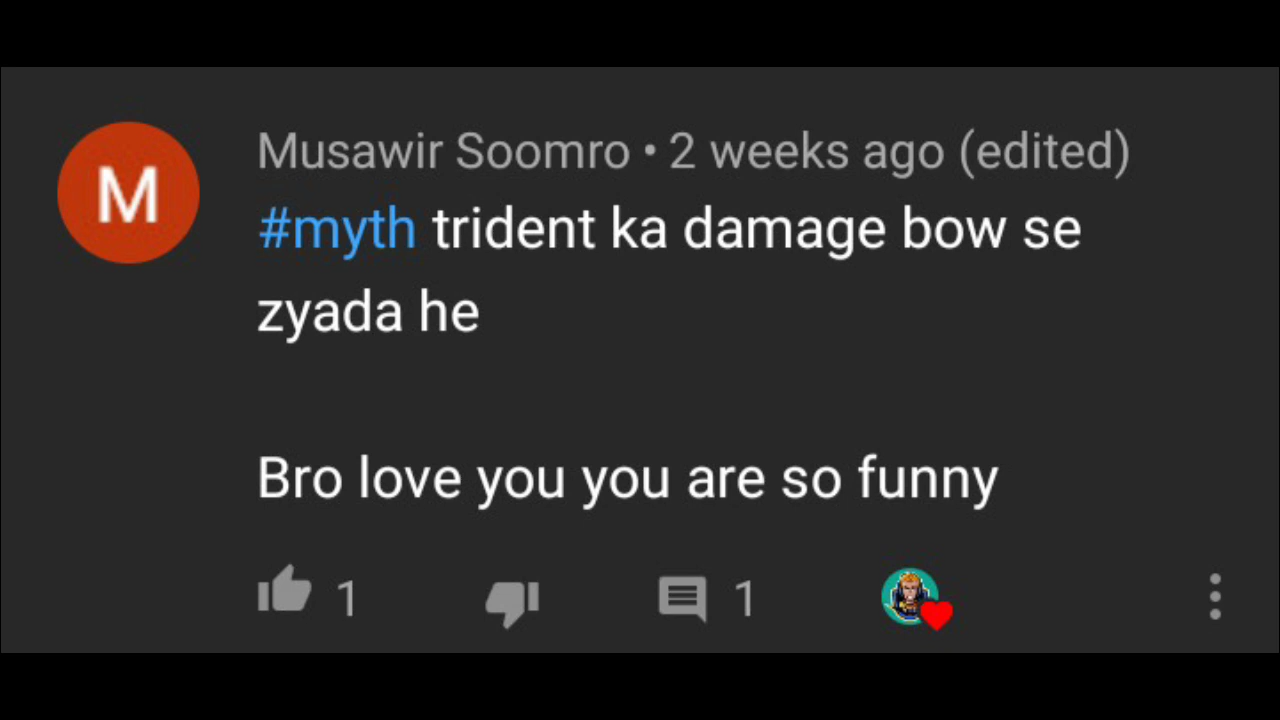 M
Musawir Soomro • 2 weeks ago (edited)
#myth trident ka damage bow se
zyada he
Bro love you you are so funny
1
1